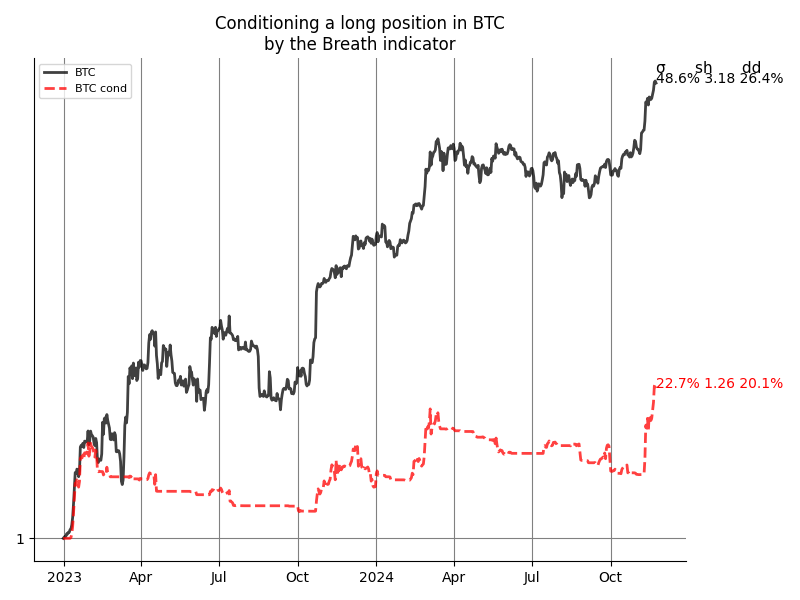 Conditioning a long position in BTC
by the Breath indicator
σ sh dd
48.6% 3.18 26.4%
BTC
BTC cond
22.7% 1.26 20.1%
1
2023 Apr Jul Oct 2024 Apr Jul Oct